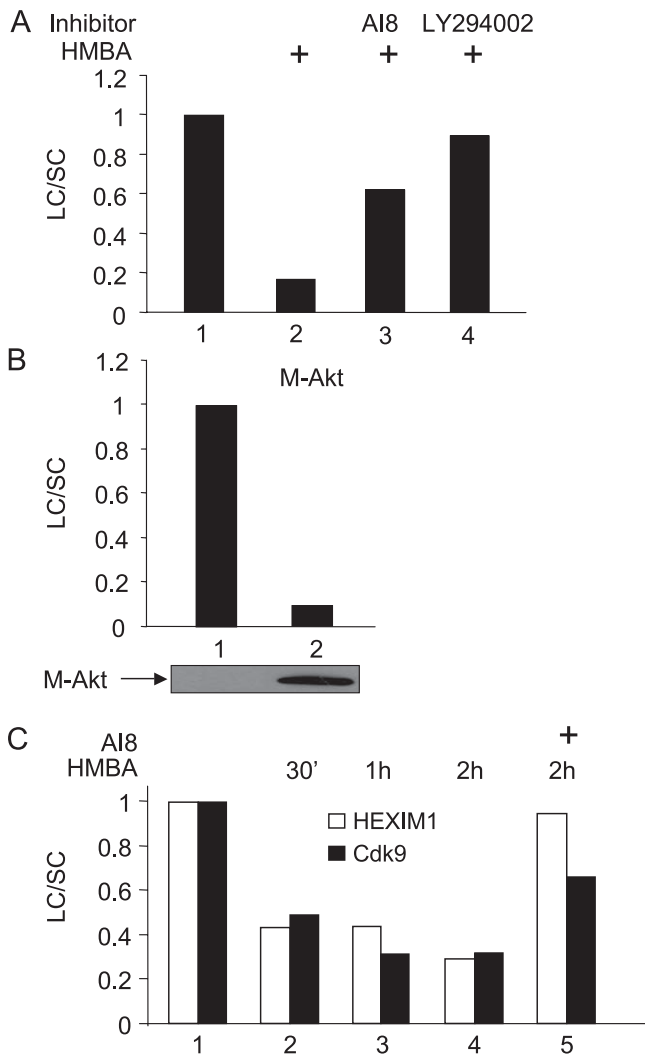 A
Inhibitor AI8 LY294002
HMBA + + +
1.2
1
0.8
0.6
0.4
0.2
0
LC/SC
1 2 3 4
B
M-Akt
1.2
1
0.8
0.6
0.4
0.2
0
LC/SC
1 2
M-Akt
C
AI8 +
HMBA 30' 1h 2h 2h
1
0.8
0.6
0.4
0.2
0
LC/SC
HEXIM1
Cdk9
1 2 3 4 5